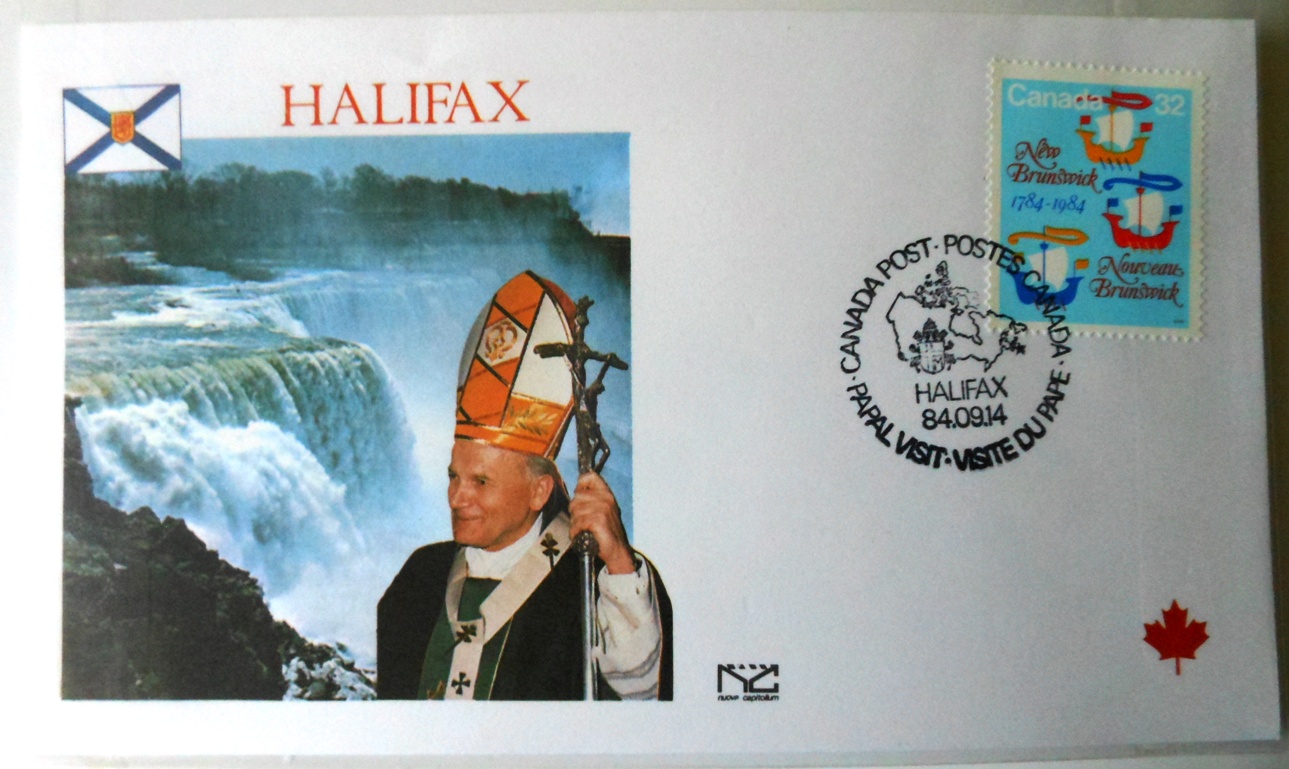 HALIFAX
Canada 32
New
Brunswick
1784-1984
Nouveau
Brunswick
· CANADA POST · POSTES CANADA ·
HALIFAX
84.09.14
PAPAL VISIT · VISITE DU PAPE
nuova capitolium